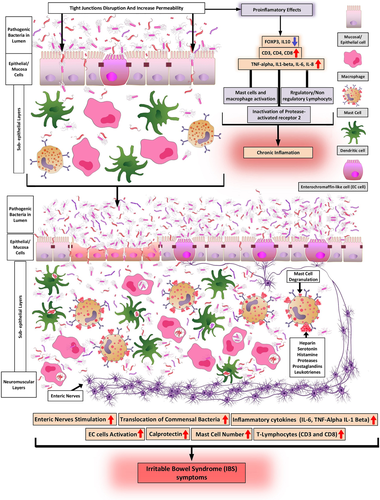 Tight Junctions Disruption And Increase Permeability
Proinflammatory Effects
Pathogenic
Bacteria in
Lumen
Epithelial/
Mucosa
Cells
Sub- epithelial Layers
FOXP3, IL10
CD3, CD4, CD8
TNF-alpha, IL1-beta, IL-6, IL-8
Mast cells and
macrophage activation
Regulatory/Non
regulatory Lymphocyts
Inactivation of Protease-
activated receptor 2
Chronic Inflamation
Mucosal/
Epithelial cell
Macrophage
Mast Cell
Dendrilic cell
Enterochromeffin-like cell (EC cell)
Pathogenic
Bacteria in
Lumen
Epithelial/
Mucosa
Cells
Sub- epithelial Layers
Neuromuscular
Layers
Enteric Nerves
Mast Cell
Degranulation
Heparin
Serotonin
Histamine
Proteases
Prostaglandins
Leukotrienes
Enteric Nerves Stimulation
Translocation of Commensal Bacteria
Inflammatory cytokines (IL-6, TNF-Alpha IL-1 Beta)
EC cells Activation
Calprotectin
Mast Cell Number
T-Lymphocytes (CD3 and CD8)
Irritable Bowel Syndrome (IBS)
symptoms